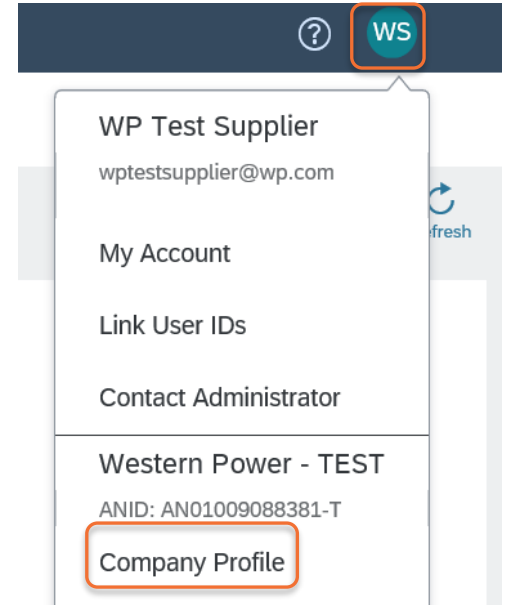 ? WS
WP Test Supplier
wptestsupplier@wp.com
fresh
My Account
Link User IDs
Contact Administrator
Western Power - TEST
ANID: AN01009088381-T
Company Profile